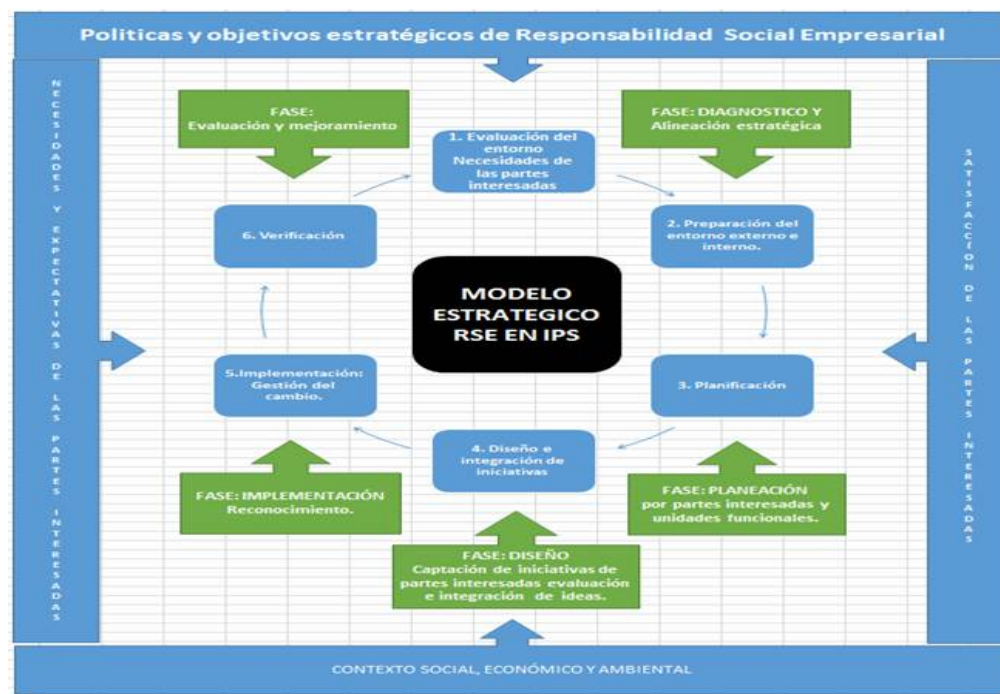 Politicas y objetivos estratégicos de Responsabilidad Social Empresarial
NECESIDADES Y EXPECTATIVAS DE LAS PARTES INTERESADAS
FASE:
Evaluación y mejoramiento
FASE: DIAGNOSTICO Y
Alineación estratégica
1. Evaluación del
entorno
Necesidades de
las partes
interesadas
6. Verificación
2. Preparación del
entorno externo e
interno.
MODELO
ESTRATEGICO
RSE EN IPS
5.Implementación:
Gestión del
cambio.
3. Planificación
4. Diseño e
integración de
iniciativas
FASE: IMPLEMENTACIÓN
Reconocimiento.
FASE: PLANEACIÓN
por partes interesadas y
unidades funcionales.
FASE: DISEÑO
Captación de iniciativas de
partes interesadas evaluación
e integración de ideas.
SATISFACCÍON DE LAS PARTES INTERESADAS
CONTEXTO SOCIAL, ECONÓMICO Y AMBIENTAL